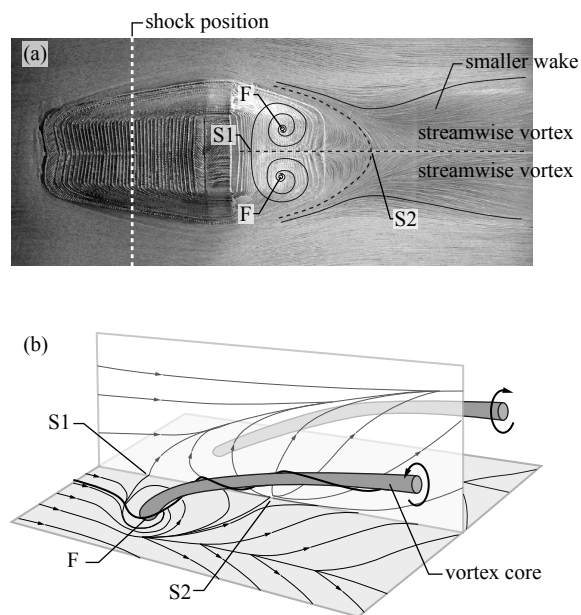 shock position
(a)
smaller wake
F
S1
streamwise vortex
streamwise vortex
F
S2
(b)
S1
F
S2
vortex core